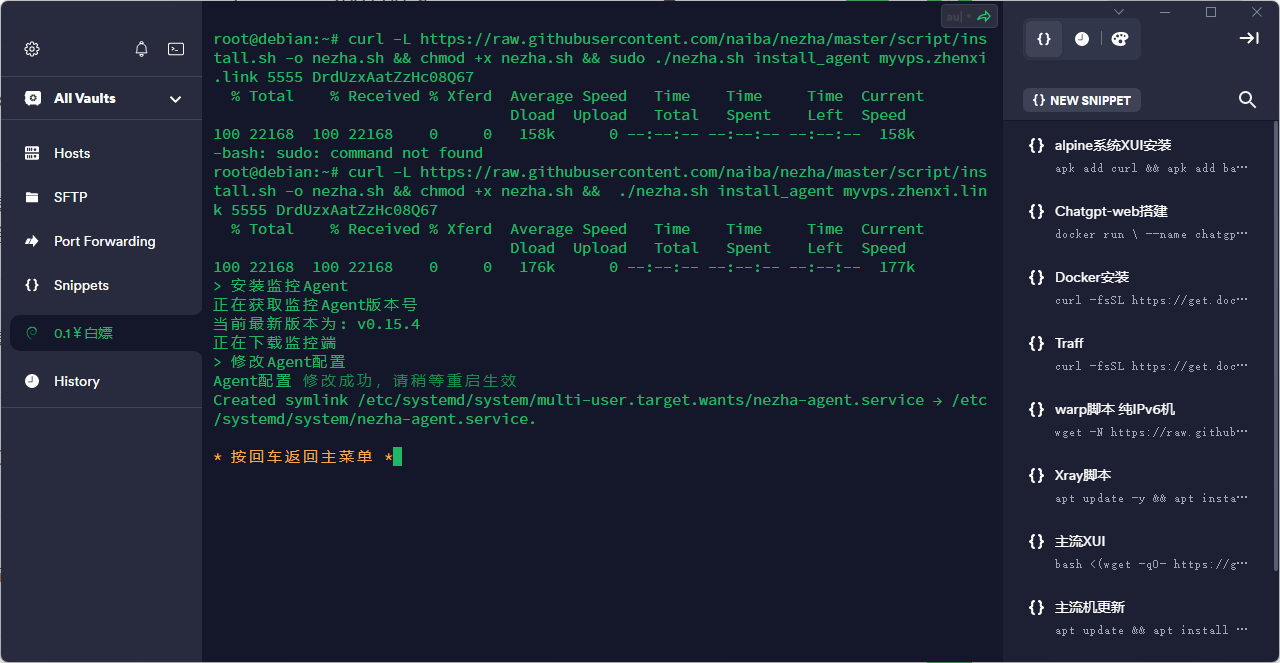 All Vaults
Hosts
SFTP
Port Forwarding
{} Snippets
0.1￥白嫖
History
root@debian:~# curl -L https://raw.githubusercontent.com/naiba/nezha/master/script/ins
tall.sh -o nezha.sh && chmod +x nezha.sh && sudo ./nezha.sh install_agent myvps.zhenxi
.link 5555 DrdUzxAatZzHc08Q67
% Total % Received % Xferd Average Speed Time Time Time Current
Dload Upload Total Spent Left Speed
100 22168 100 22168 0 0 158k 0 --:--:-- --:--:-- --:--:-- 158k
-bash: sudo: command not found
root@debian:~# curl -L https://raw.githubusercontent.com/naiba/nezha/master/script/ins
tall.sh -o nezha.sh && chmod +x nezha.sh && ./nezha.sh install_agent myvps.zhenxi.lin
k 5555 DrdUzxAatZzHc08Q67
% Total % Received % Xferd Average Speed Time Time Time Current
Dload Upload Total Spent Left Speed
100 22168 100 22168 0 0 176k 0 --:--:-- --:--:-- --:--:-- 177k
> 安装监控Agent
正在获取监控Agent版本号
当前最新版本为: v0.15.4
正在下载监控端
> 修改Agent配置
Agent配置 修改成功，请稍等重启生效
Created symlink /etc/systemd/system/multi-user.target.wants/nezha-agent.service → /etc
/systemd/system/nezha-agent.service.
* 按回车返回主菜单 *
au| •
{}
{} NEW SNIPPET
{} alpine系统XUI安装
apk add curl && apk add ba…
{} Chatgpt-web搭建
docker run \ --name chatgp…
{} Docker安装
curl -fsSL https://get.doc…
{} Traff
curl -fsSL https://get.doc…
{} warp脚本 纯IPv6机
wget -N https://raw.github…
{} Xray脚本
apt update -y && apt insta…
{} 主流XUI
bash <(wget -qO- https://g…
{} 主流机更新
apt update && apt install …